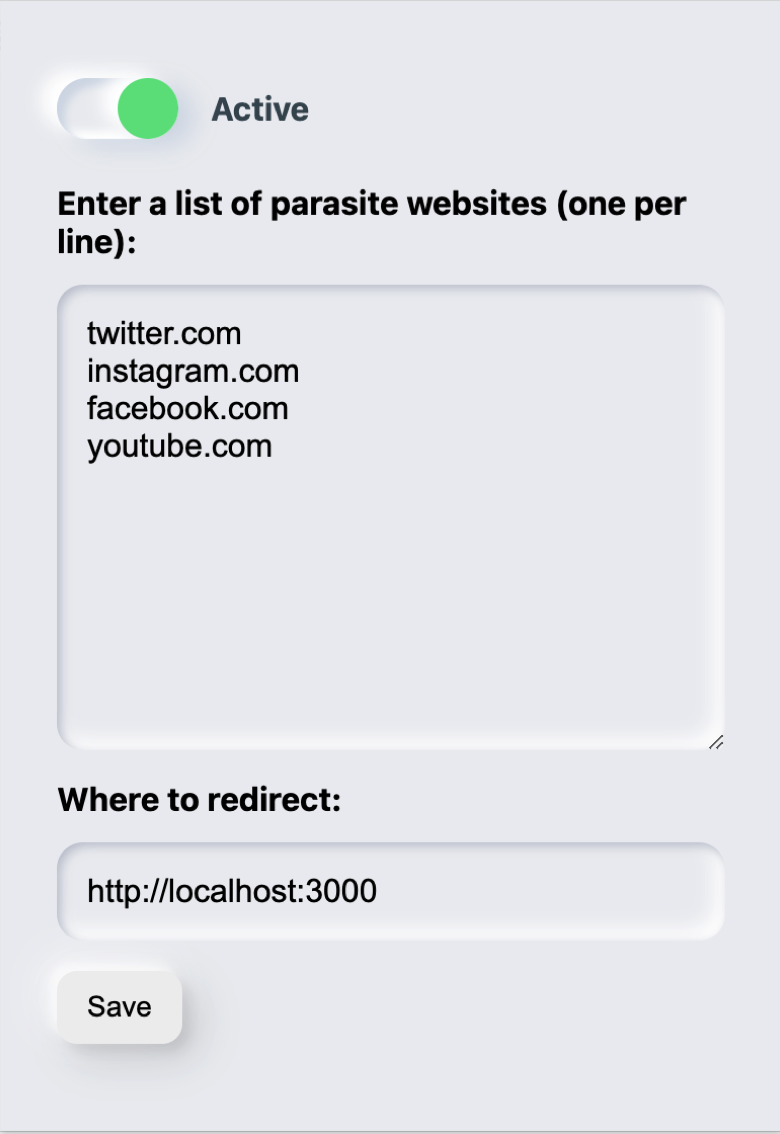 Active
Enter a list of parasite websites (one per
line):
twitter.com
instagram.com
facebook.com
youtube.com
Where to redirect:
http://localhost:3000
Save